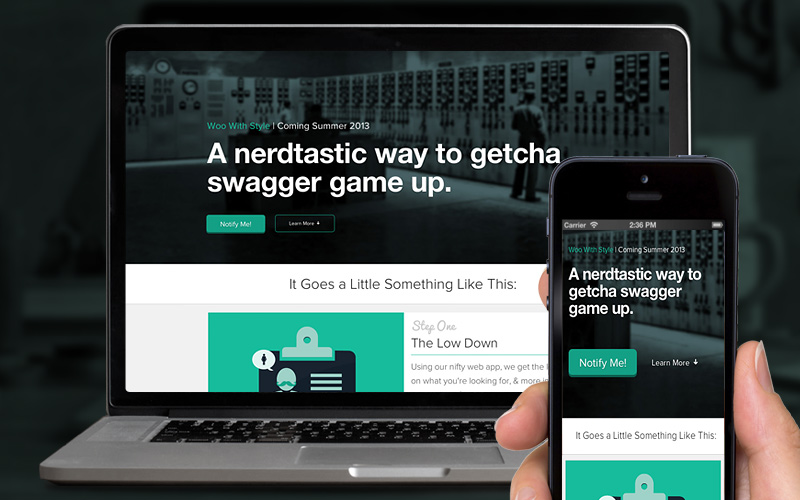 Woo With Style | Coming Summer 2013
A nerdtastic way to getcha
swagger game up.
Notify Me!
Learn More
It Goes a Little Something Like This:
Step One
The Low Down
Using our nifty web app, we get the
on what you're looking for, & more in
Carrier
2:36 PM
Woo With Style | Coming Summer 2013
A nerdtastic way to
getcha swagger
game up.
Notify Me!
Learn More
It Goes a Little Something Like This: